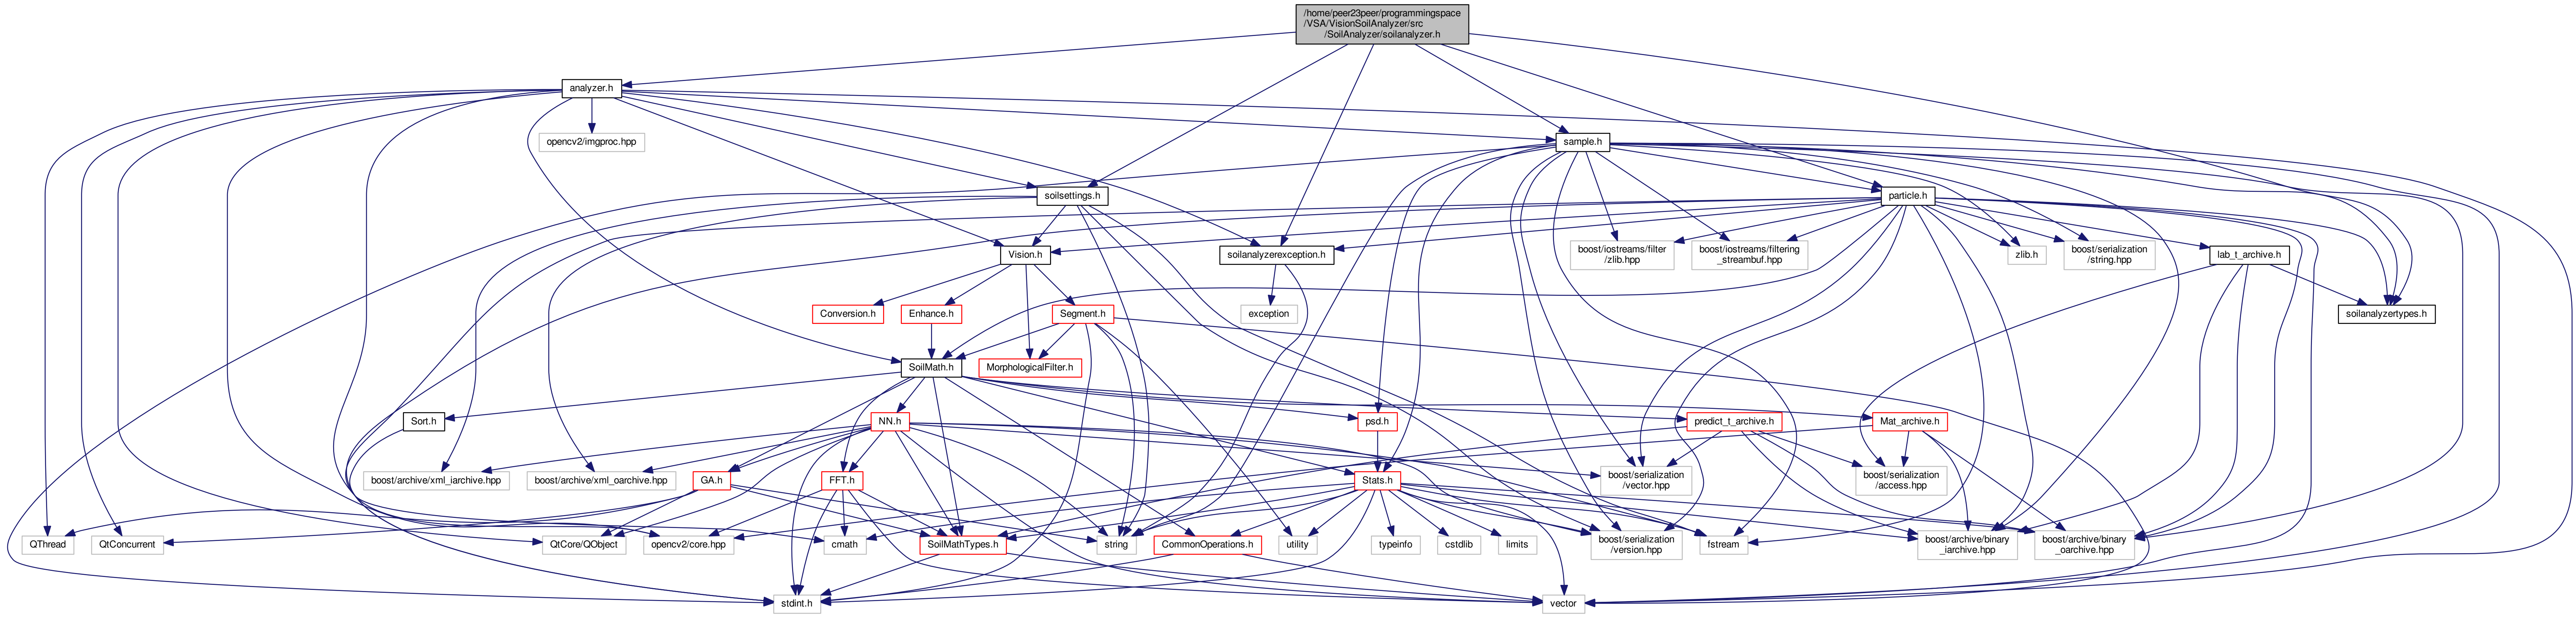 /home/peer23peer/programmingspace
/VSA/VisionSoilAnalyzer/src
/SoilAnalyzer/soilanalyzer.h
analyzer.h
opencv2/imgproc.hpp
sample.h
soilsettings.h
particle.h
Vision.h
soilanalyzerexception.h
boost/iostreams/filter
/zlib.hpp
boost/iostreams/filtering
_streambuf.hpp
zlib.h
boost/serialization
/string.hpp
lab_t_archive.h
Conversion.h
Enhance.h
Segment.h
exception
soilanalyzertypes.h
SoilMath.h
MorphologicalFilter.h
Sort.h
NN.h
psd.h
predict_t_archive.h
Mat_archive.h
boost/archive/xml_iarchive.hpp
boost/archive/xml_oarchive.hpp
GA.h
FFT.h
Stats.h
boost/serialization
/vector.hpp
boost/serialization
/access.hpp
QThread
QtConcurrent
QtCore/QObject
opencv2/core.hpp
cmath
SoilMathTypes.h
string
CommonOperations.h
utility
typeinfo
cstdlib
limits
boost/serialization
/version.hpp
fstream
boost/archive/binary
_iarchive.hpp
boost/archive/binary
_oarchive.hpp
stdint.h
vector